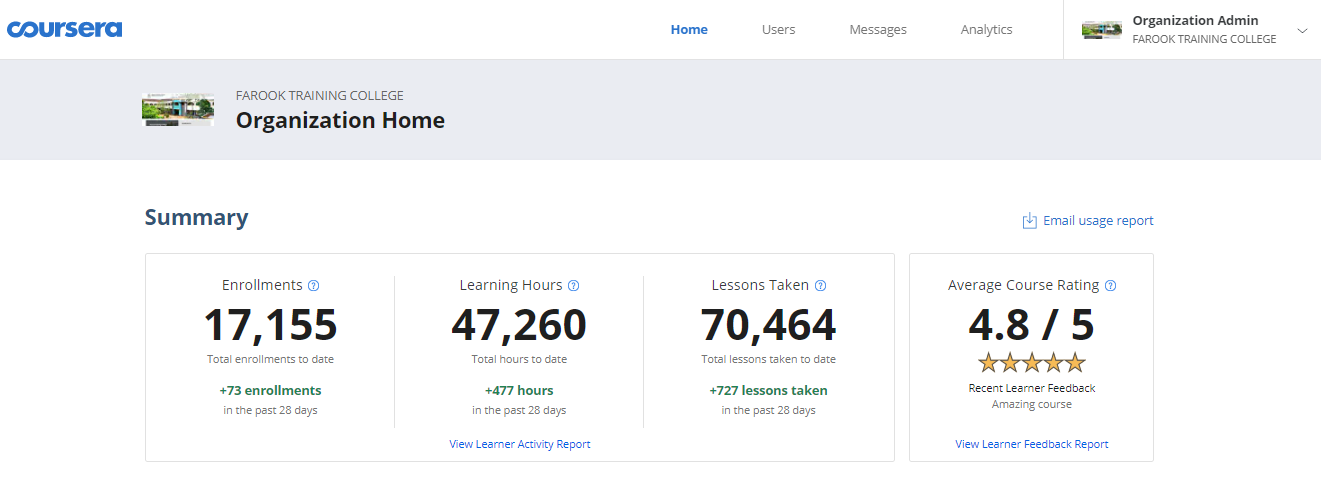 coursera
Home
Users
Messages
Analytics
Organization Admin
FAROOK TRAINING COLLEGE
FAROOK TRAINING COLLEGE
Organization Home
Summary
Email usage report
Enrollments
17,155
Total enrollments to date
+73 enrollments
in the past 28 days
Learning Hours
47,260
Total hours to date
+477 hours
in the past 28 days
Lessons Taken
70,464
Total lessons taken to date
+727 lessons taken
in the past 28 days
View Learner Activity Report
Average Course Rating
4.8 / 5
Recent Learner Feedback
Amazing course
View Learner Feedback Report